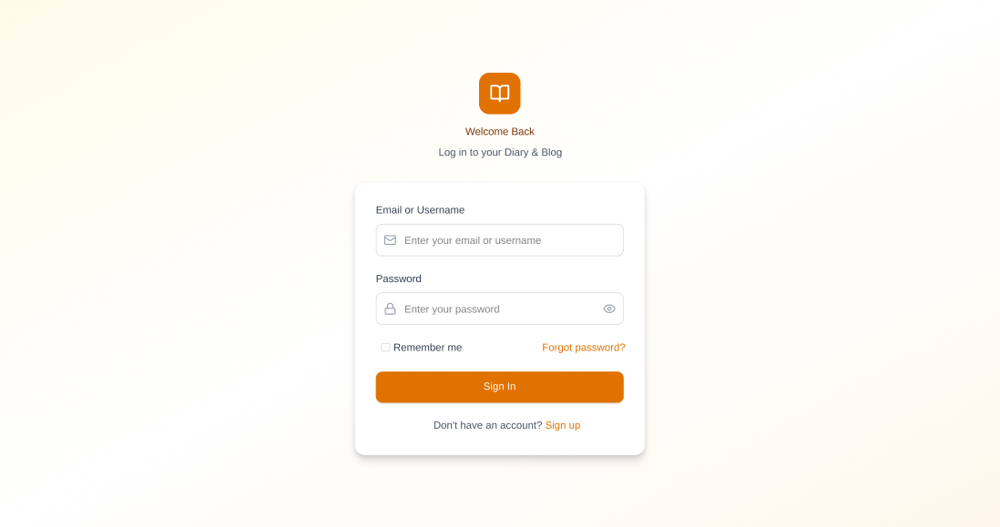 Welcome Back
Log in to your Diary & Blog
Email or Username
Enter your email or username
Password
Enter your password
Remember me
Forgot password?
Sign In
Don't have an account? Sign up